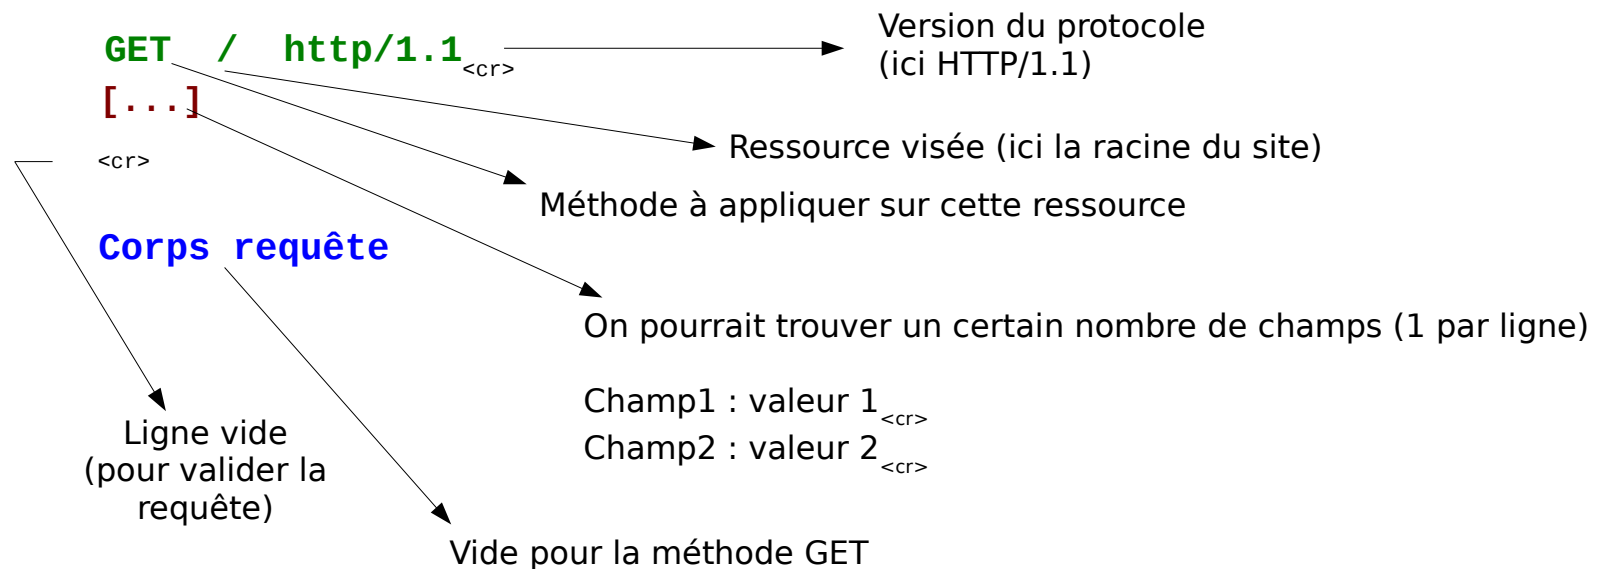 GET / http/1.1<cr>
Version du protocole
(ici HTTP/1.1)
[...]
Ressource visée (ici la racine du site)
<cr>
Méthode à appliquer sur cette ressource
Corps requête
On pourrait trouver un certain nombre de champs (1 par ligne)
Champ1 : valeur 1<cr>
Champ2 : valeur 2<cr>
Ligne vide
(pour valider la
requête)
Vide pour la méthode GET